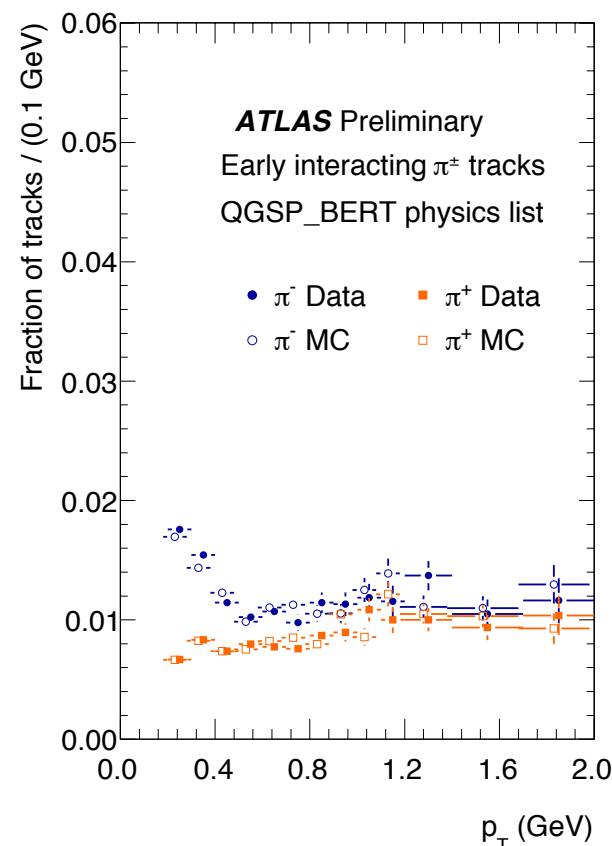 Fraction of tracks / (0.1 GeV)
0.06
0.05
0.04
0.03
0.02
0.01
0.00
ATLAS Preliminary
Early interacting π± tracks
QGSP_BERT physics list
π- Data
π+ Data
π- MC
π+ MC
0.0 0.4 0.8 1.2 1.6 2.0
pT (GeV)